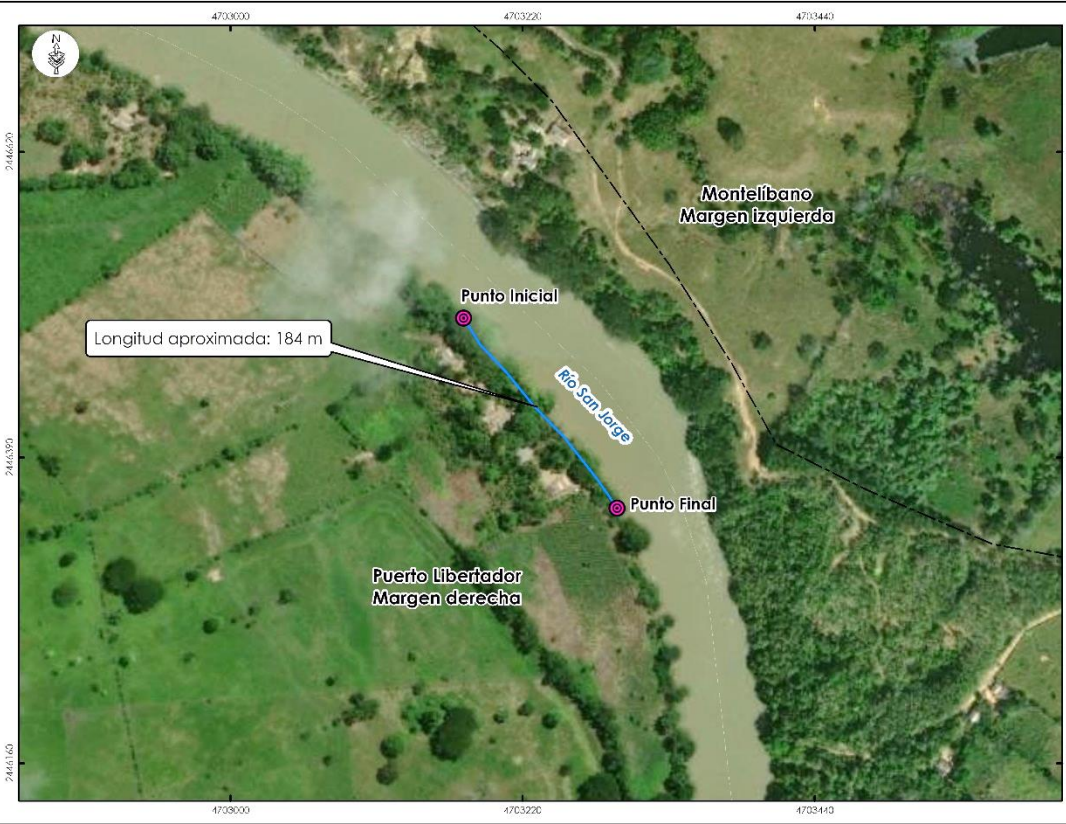 4703000
4703220
4703440
N
2446620
Montelíbano
Margen izquierda
Punto Inicial
Longitud aproximada: 184 m
Río San Jorge
2446390
Punto Final
Puerto Libertador
Margen derecha
2446160
4703000
4703220
4703440